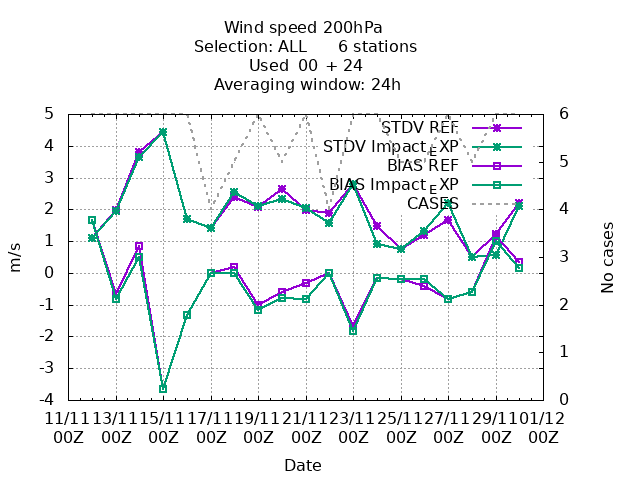 Wind speed 200hPa
Selection: ALL 6 stations
Used 00 + 24
Averaging window: 24h
5
4
3
2
1
0
-1
-2
-3
-4
m/s
6
5
4
3
2
1
0
No cases
STDV REF
STDV Impact_EXP
BIAS REF
BIAS Impact_EXP
CASES
11/11 13/11 15/11 17/11 19/11 21/11 23/11 25/11 27/11 29/11 01/12
00Z 00Z 00Z 00Z 00Z 00Z 00Z 00Z 00Z 00Z 00Z
Date